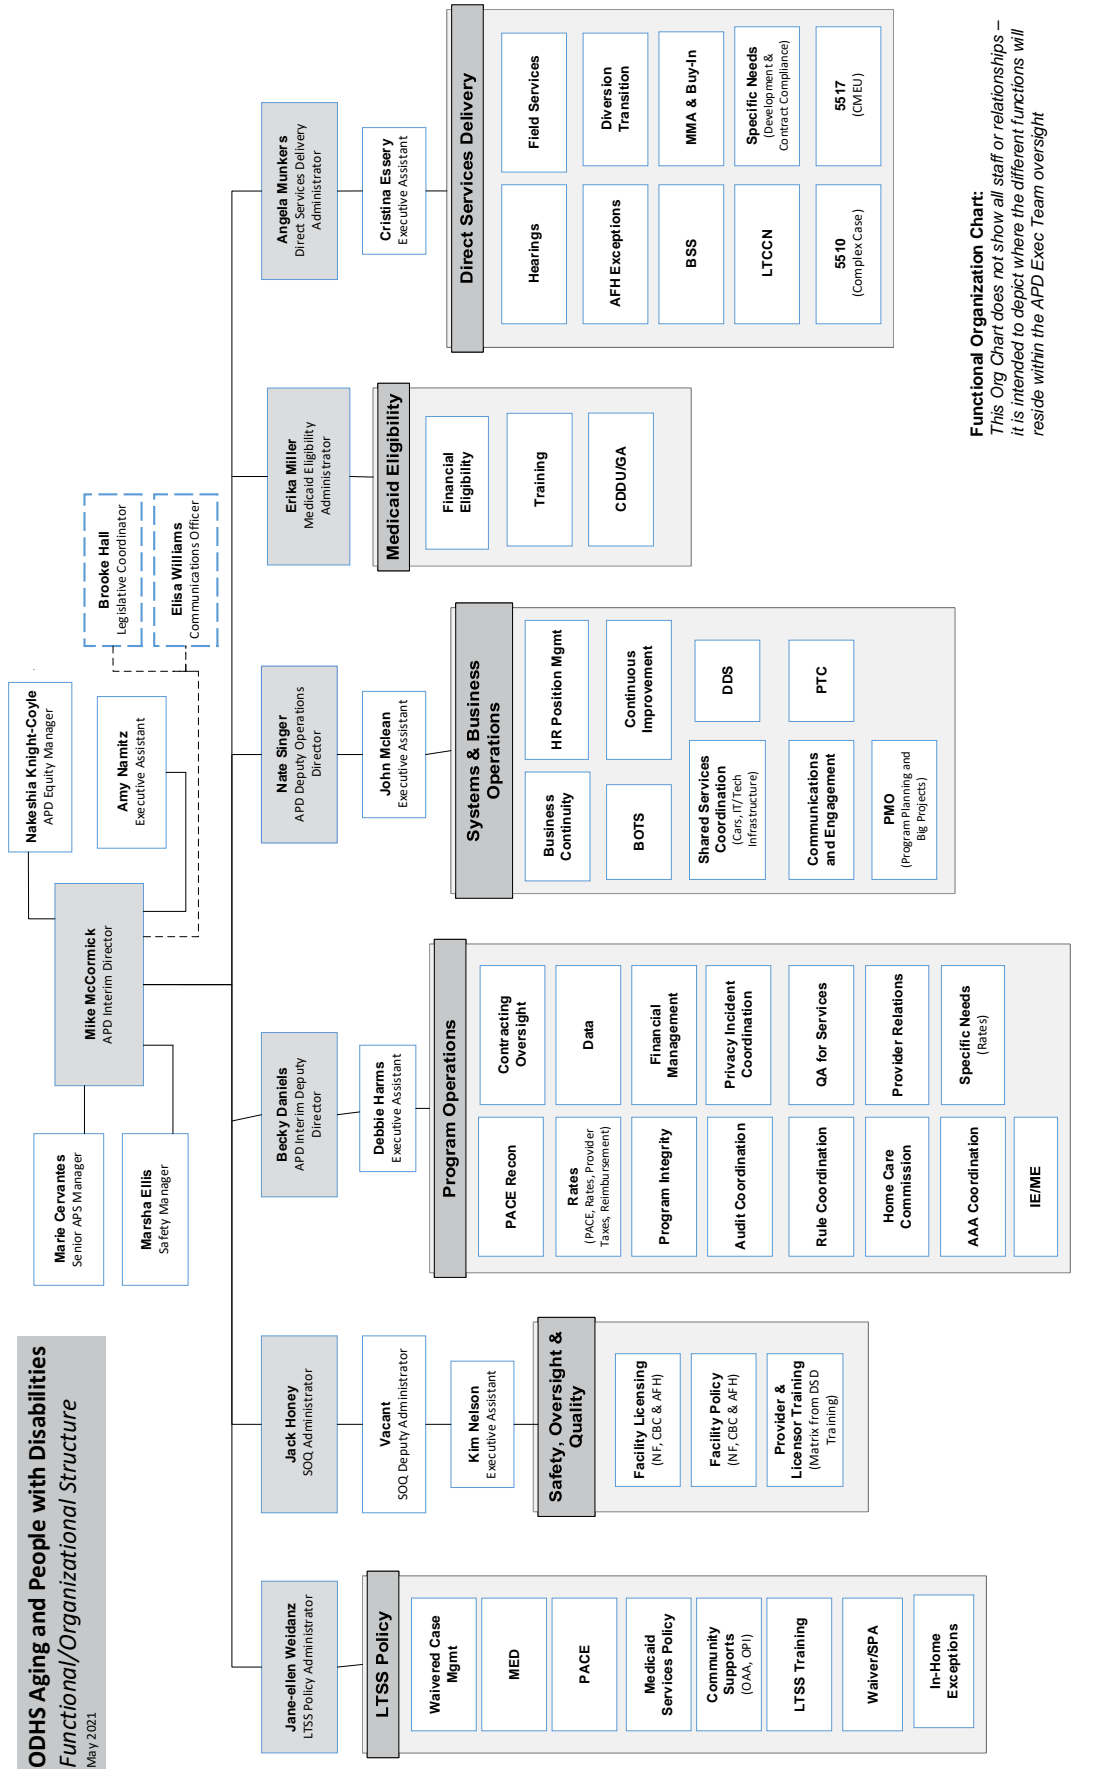 ODHS Aging and People with Disabilities
Functional/Organizational Structure
May 2021
Marie Cervantes
Senior APS Manager
Marsha Ellis
Safety Manager
Mike McCormick
APD Interim Director
Nakeshia Knight-Coyle
APD Equity Manager
Amy Namitz
Executive Assistant
Brooke Hall
Legislative Coordinator
Elisa Williams
Communications Officer
Jane-ellen Weidanz
LTSS Policy Administrator
LTSS Policy
Waivered Case
Mgmt
MED
PACE
Medicaid
Services Policy
Community
Supports
(OAA, OPI)
LTSS Training
Waiver/SPA
In-Home
Exceptions
Jack Honey
SOQ Administrator
Vacant
SOQ Deputy Administrator
Kim Nelson
Executive Assistant
Safety, Oversight &
Quality
Facility Licensing
(NF, CBC & AFH)
Facility Policy
(NF, CBC & AFH)
Provider &
Licensor Training
(Matrix from DSD
Training)
Becky Daniels
APD Interim Deputy
Director
Debbie Harms
Executive Assistant
Program Operations
PACE Recon
Contracting
Oversight
Rates
(PACE, Rates, Provider
Taxes, Reimbursement)
Data
Program Integrity
Financial
Management
Audit Coordination
Privacy Incident
Coordination
Rule Coordination
QA for Services
Home Care
Commission
Provider Relations
AAA Coordination
Specific Needs
(Rates)
IE/ME
Nate Singer
APD Deputy Operations
Director
John Mclean
Executive Assistant
Systems & Business
Operations
Business
Continuity
HR Position Mgmt
BOTS
Continuous
Improvement
Shared Services
Coordination
(Cars, IT/Tech
Infrastructure)
DDS
Communications
and Engagement
PTC
PMO
(Program Planning and
Big Projects)
Erika Miller
Medicaid Eligibility
Administrator
Medicaid Eligibility
Financial
Eligibility
Training
CDDU/GA
Angela Munkers
Direct Services Delivery
Administrator
Cristina Essery
Executive Assistant
Direct Services Delivery
Hearings
Field Services
AFH Exceptions
Diversion
Transition
BSS
MMA & Buy-In
LTCCN
Specific Needs
(Development &
Contract Compliance)
5510
(Complex Case)
5517
(CMEU)
Functional Organization Chart:
This Org Chart does not show all staff or relationships –
it is intended to depict where the different functions will
reside within the APD Exec Team oversight